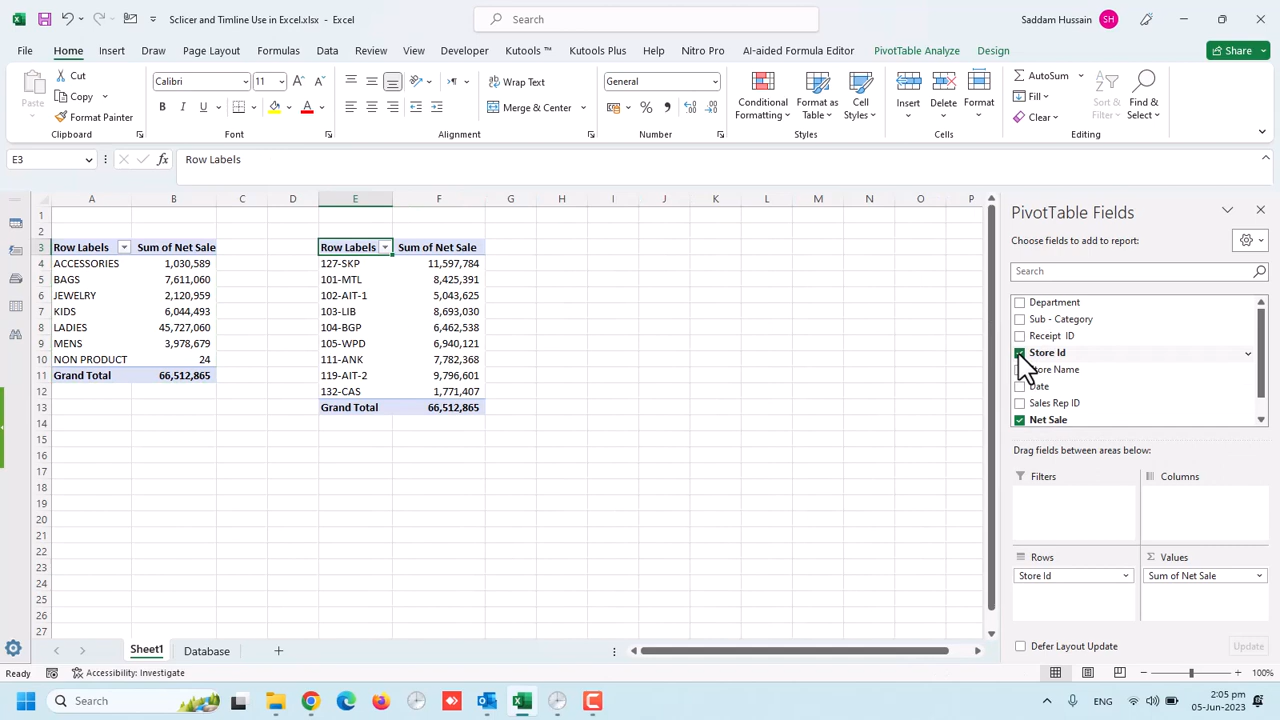 Sclicer and Timline Use in Excel.xlsx - Excel
Search
Saddam Hussain
SH
File Home Insert Draw Page Layout Formulas Data Review View Developer Kutools ™ Kutools Plus Help Nitro Pro AI-aided Formula Editor PivotTable Analyze Design Share
Paste
Cut
Copy
Format Painter
Clipboard
Calibri 11
B I U
Font
Wrap Text
Merge & Center
Alignment
General
Number
Conditional Formatting
Format as Table
Cell Styles
Styles
Insert Delete Format
Cells
AutoSum
Fill
Clear
Sort & Filter
Find & Select
Editing
E3 fx Row Labels
A B C D E F G H I J K L M N O P
1
2
3 Row Labels Sum of Net Sale Row Labels Sum of Net Sale
4 ACCESSORIES 1,030,589 127-SKP 11,597,784
5 BAGS 7,611,060 101-MTL 8,425,391
6 JEWELRY 2,120,959 102-AIT-1 5,043,625
7 KIDS 6,044,493 103-LIB 8,693,030
8 LADIES 45,727,060 104-BGP 6,462,538
9 MENS 3,978,679 105-WPD 6,940,121
10 NON PRODUCT 24 111-ANK 7,782,368
11 Grand Total 66,512,865 119-AIT-2 9,796,601
12 132-CAS 1,771,407
13 Grand Total 66,512,865
14
15
16
17
18
19
20
21
22
23
24
25
26
27
PivotTable Fields
Choose fields to add to report:
Search
Department
Sub - Category
Receipt ID
Store Id
ore Name
Date
Sales Rep ID
Net Sale
Drag fields between areas below:
Filters
Columns
Rows
Σ Values
Store Id
Sum of Net Sale
Defer Layout Update
Update
Sheet1 Database
Ready
Accessibility: Investigate
100%
Search
ENG
2:05 pm
05-Jun-2023